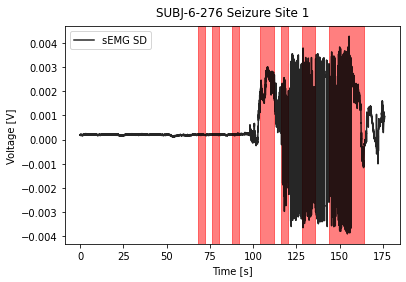 SUBJ-6-276 Seizure Site 1
sEMG SD
Voltage [V]
0.004
0.003
0.002
0.001
0.000
−0.001
−0.002
−0.003
−0.004
0 25 50 75 100 125 150 175
Time [s]